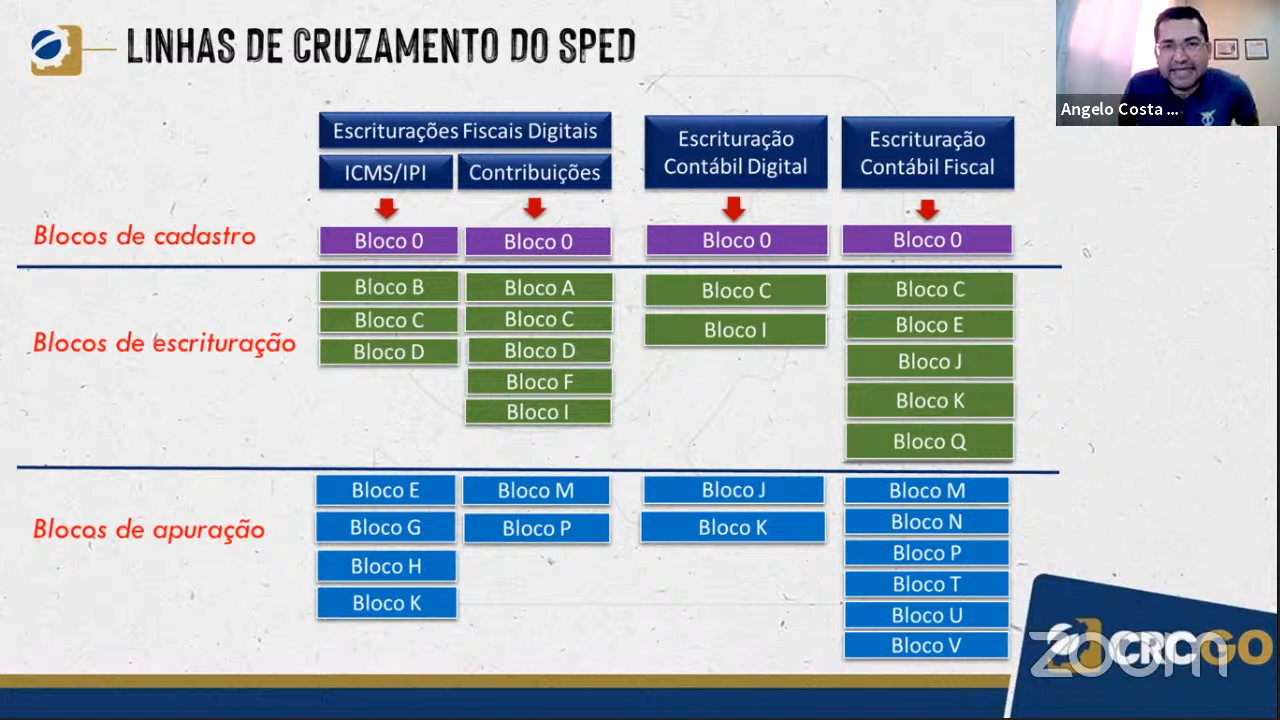 LINHAS DE CRUZAMENTO DO SPED
Angelo Costa ...
Escriturações Fiscais Digitais
ICMS/IPI
Contribuições
Escrituração
Contábil Digital
Escrituração
Contábil Fiscal
Blocos de cadastro
Bloco 0
Bloco 0
Bloco 0
Bloco 0
Blocos de escrituração
Bloco B
Bloco C
Bloco D
Bloco A
Bloco C
Bloco D
Bloco F
Bloco I
Bloco C
Bloco I
Bloco C
Bloco E
Bloco J
Bloco K
Bloco Q
Blocos de apuração
Bloco E
Bloco G
Bloco H
Bloco K
Bloco M
Bloco P
Bloco J
Bloco K
Bloco M
Bloco N
Bloco P
Bloco T
Bloco U
Bloco V
CRCGO
zoom